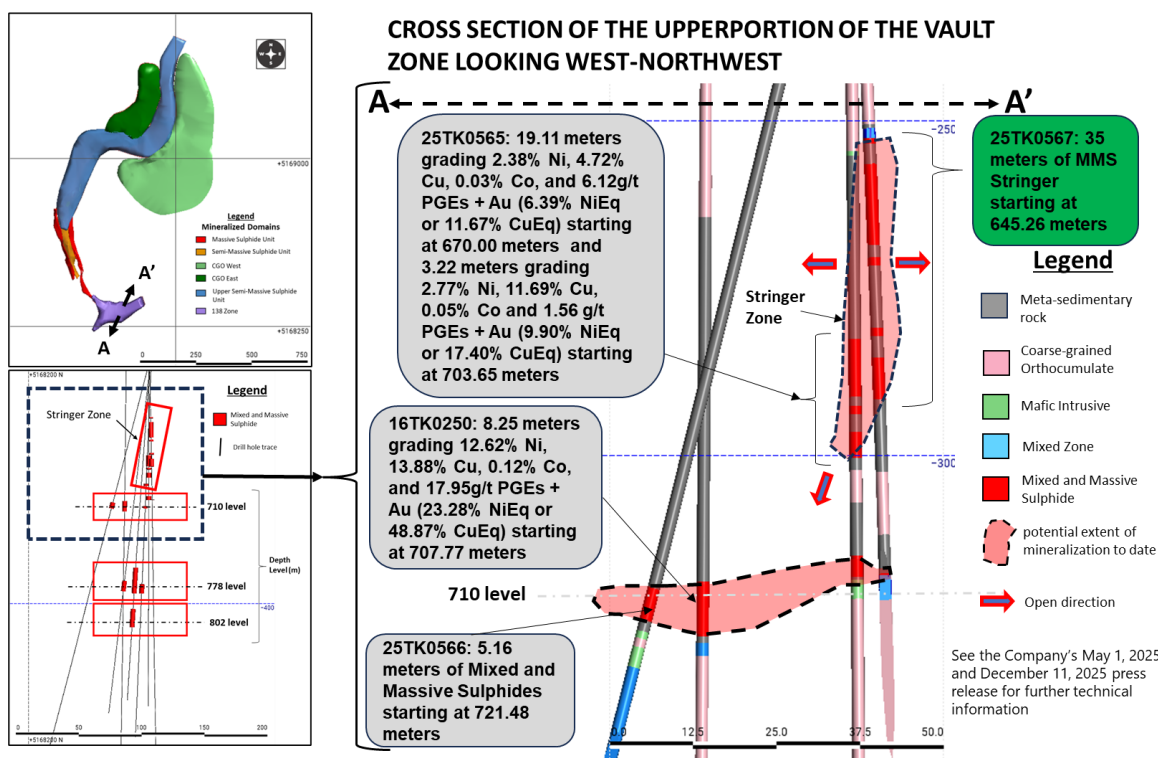 CROSS SECTION OF THE UPPERPORTION OF THE VAULT
ZONE LOOKING WEST-NORTHWEST
N
W E
S
+5169000
Legend
Mineralized Domains
Massive Sulphide Unit
Semi-Massive Sulphide Unit
CGO West
CGO East
Upper Semi-Massive Sulphide
Unit
138 Zone
A'
A
+5168250
0
250
500
750
+5168200 N
Legend
Mixed and Massive
Sulphide
Drill hole trace
Stringer Zone
710 level
Depth
Level(m)
778 level
-400
802 level
0
50
100
150
200
+5168200 N
A
A'
-250
25TK0565: 19.11 meters
grading 2.38% Ni, 4.72%
Cu, 0.03% Co, and 6.12g/t
PGEs + Au (6.39% NiEq
or 11.67% CuEq) starting
at 670.00 meters and
3.22 meters grading
2.77% Ni, 11.69% Cu,
0.05% Co and 1.56 g/t
PGEs + Au (9.90% NiEq
or 17.40% CuEq) starting
at 703.65 meters
25TK0567: 35
meters of MMS
Stringer
starting at
645.26 meters
Stringer
Zone
16TK0250: 8.25 meters
grading 12.62% Ni,
13.88% Cu, 0.12% Co,
and 17.95g/t PGEs +
Au (23.28% NiEq or
48.87% CuEq) starting
at 707.77 meters
-300
710 level
25TK0566: 5.16
meters of Mixed and
Massive Sulphides
starting at 721.48
meters
0.0
12.5
25.0
37.5
50.0
Legend
Meta-sedimentary
rock
Coarse-grained
Orthocumulate
Mafic Intrusive
Mixed Zone
Mixed and Massive
Sulphide
potential extent of
mineralization to date
Open direction
See the Company's May 1, 2025
and December 11, 2025 press
release for further technical
information